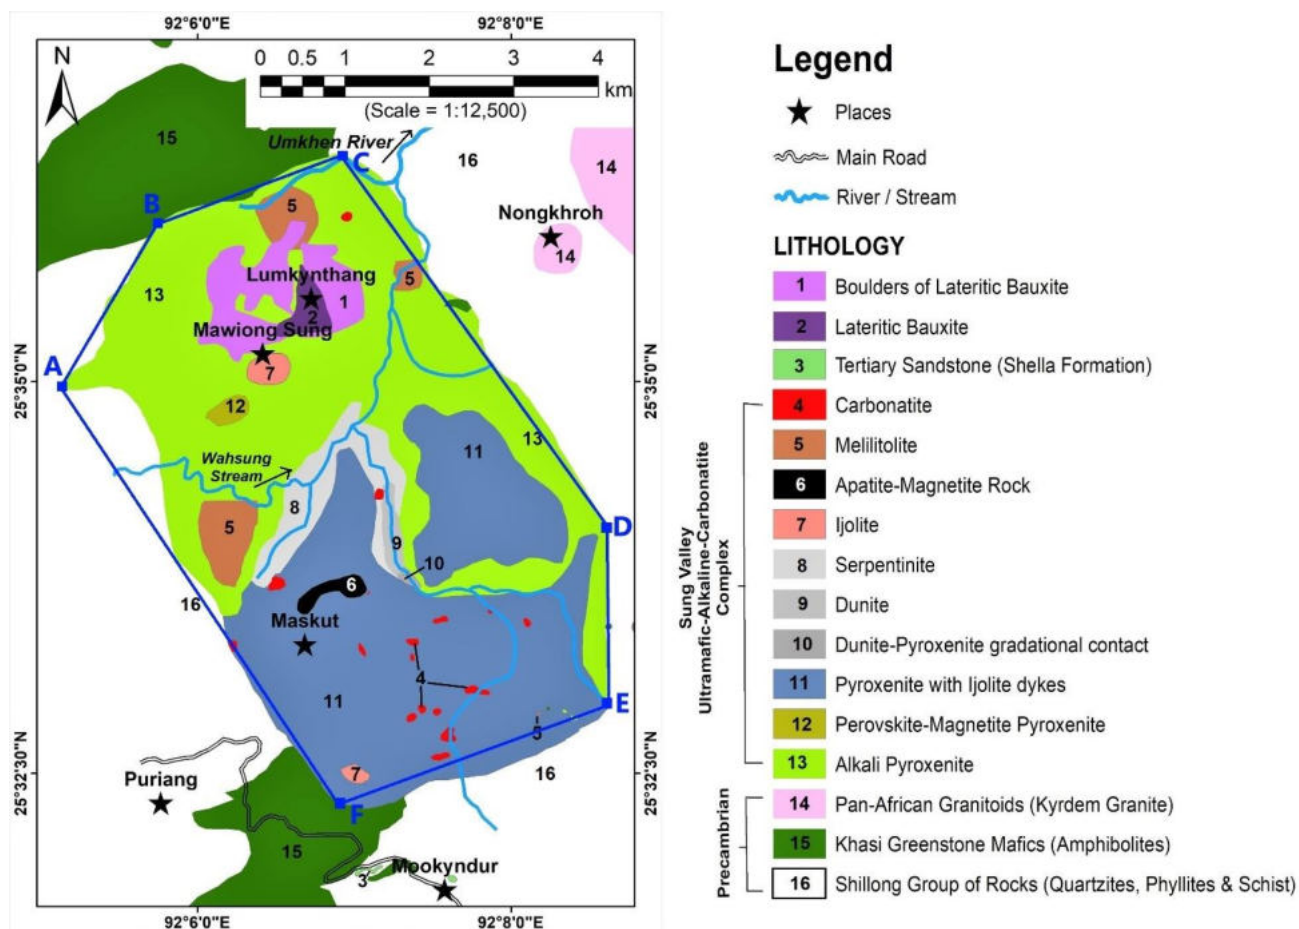 92°6'0"E 92°8'0"E
N
0 0.5 1 2 3 4
km
(Scale = 1:12,500)
15
Umkhen River
16
14
C
B
5
Nongkhroh
14
Lumkynthang
13
5
1
2
Mawiong Sung
A
7
25°35'0"N 25°35'0"N
12
13
11
Wahsung
Stream
8
5
D
9
10
6
16
Maskut
4
11
E
5
16
7
25°32'30"N 25°32'30"N
Puriang
F
15
Mookyndur
3
92°6'0"E 92°8'0"E
Legend
Places
Main Road
River / Stream
LITHOLOGY
1 Boulders of Lateritic Bauxite
2 Lateritic Bauxite
3 Tertiary Sandstone (Shella Formation)
4 Carbonatite
5 Melilitolite
6 Apatite-Magnetite Rock
7 Ijolite
8 Serpentinite
9 Dunite
10 Dunite-Pyroxenite gradational contact
11 Pyroxenite with Ijolite dykes
12 Perovskite-Magnetite Pyroxenite
13 Alkali Pyroxenite
14 Pan-African Granitoids (Kyrdem Granite)
15 Khasi Greenstone Mafics (Amphibolites)
16 Shillong Group of Rocks (Quartzites, Phyllites & Schist)
Sung Valley
Ultramafic-Alkaline-Carbonatite
Complex
Precambrian